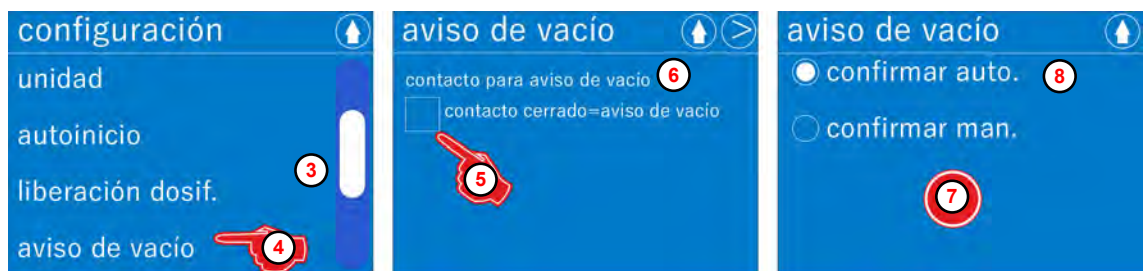 configuración
unidad
autoinicio
3
liberación dosif.
aviso de vacío
4
aviso de vacío
contacto para aviso de vacío
6
contacto cerrado=aviso de vacío
5
aviso de vacío
confirmar auto.
8
confirmar man.
7